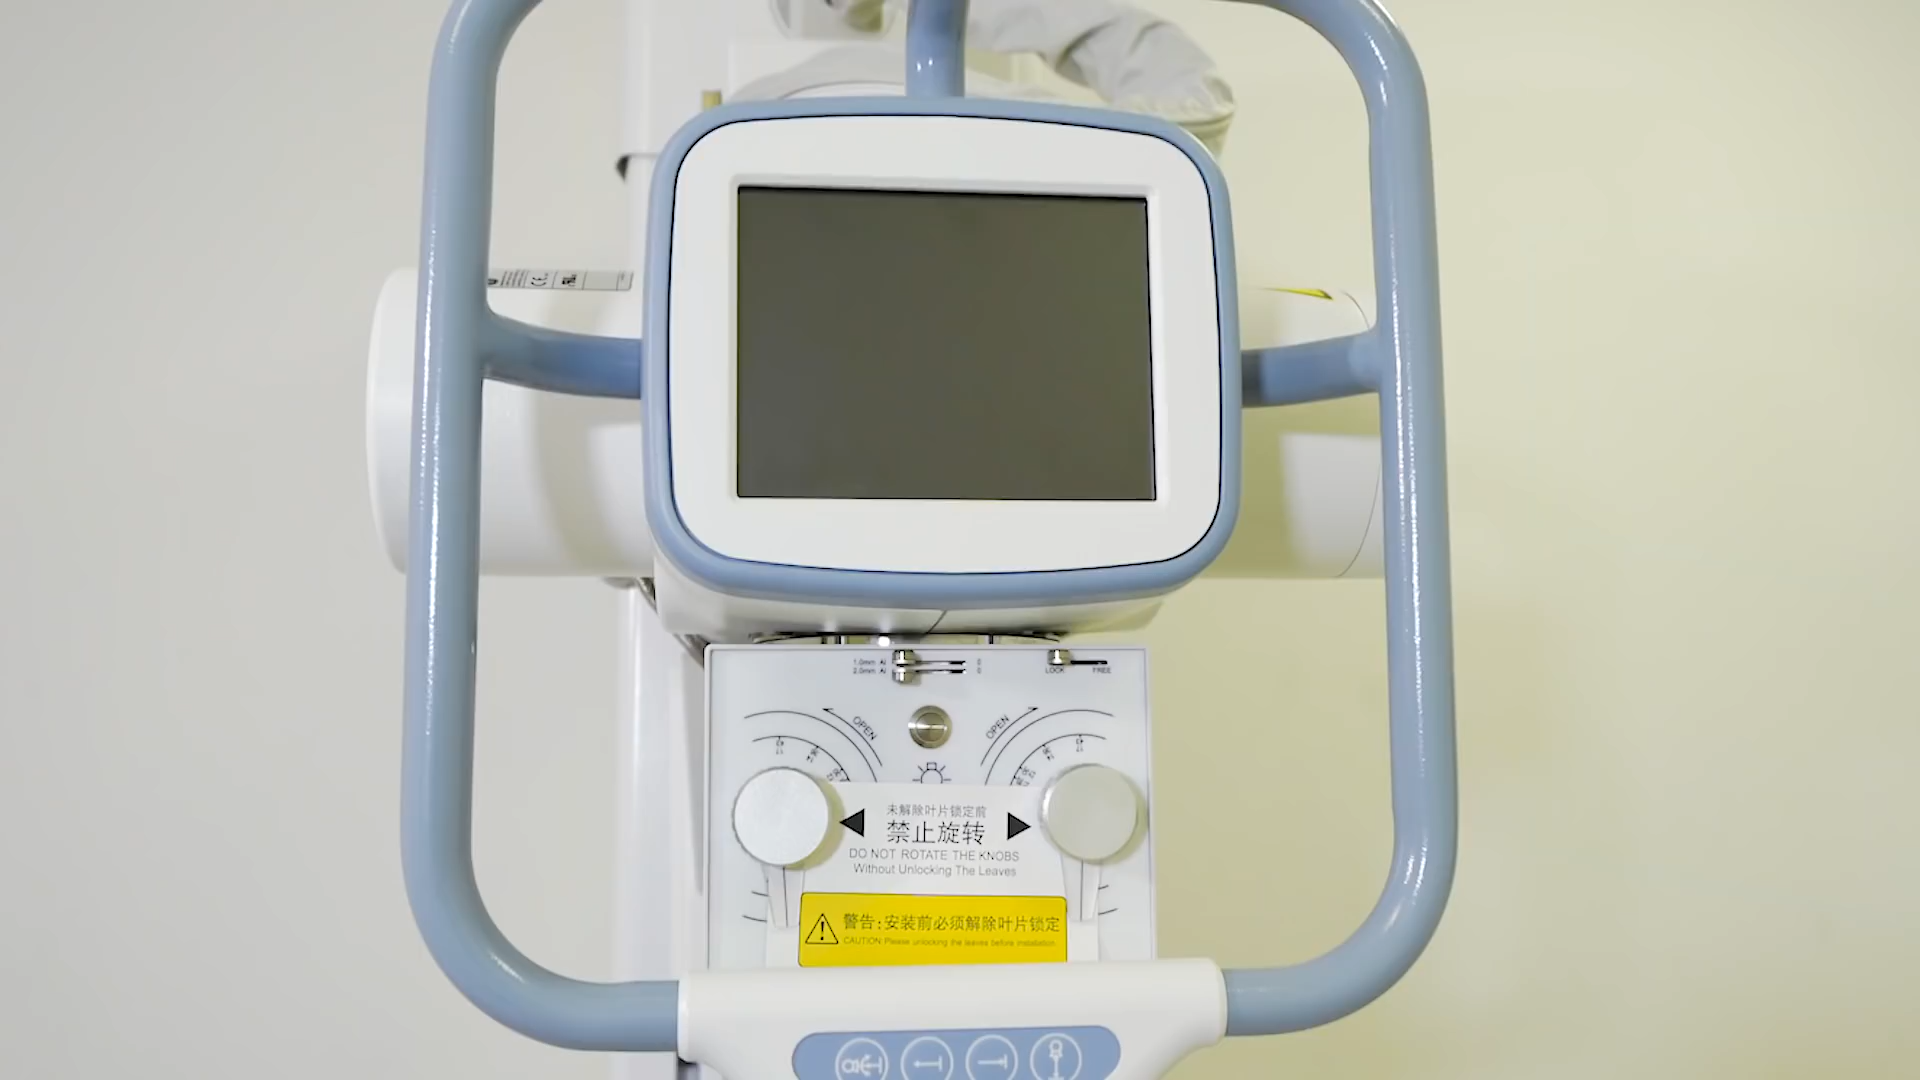 CE
1.0mm Al 0
2.0mm Al 0
LOCK FREE
OPEN
OPEN
未解除叶片锁定前
禁止旋转
DO NOT ROTATE THE KNOBS
Without Unlocking The Leaves
警告:安装前必须解除叶片锁定
CAUTION Please unlocking the leaves before installation